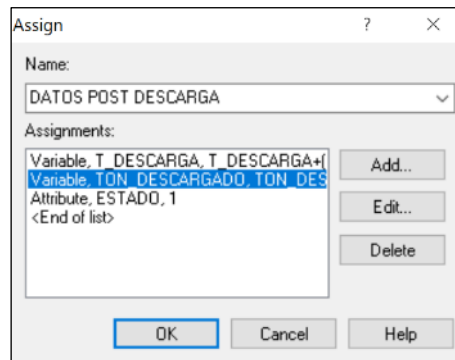 Assign
?
Name:
DATOS POST DESCARGA
Assignments:
Variable, T_DESCARGA, T_DESCARGA+(
Variable, TON_DESCARGADO, TON_DES
Attribute, ESTADO, 1
<End of list>
Add...
Edit...
Delete
OK
Cancel
Help